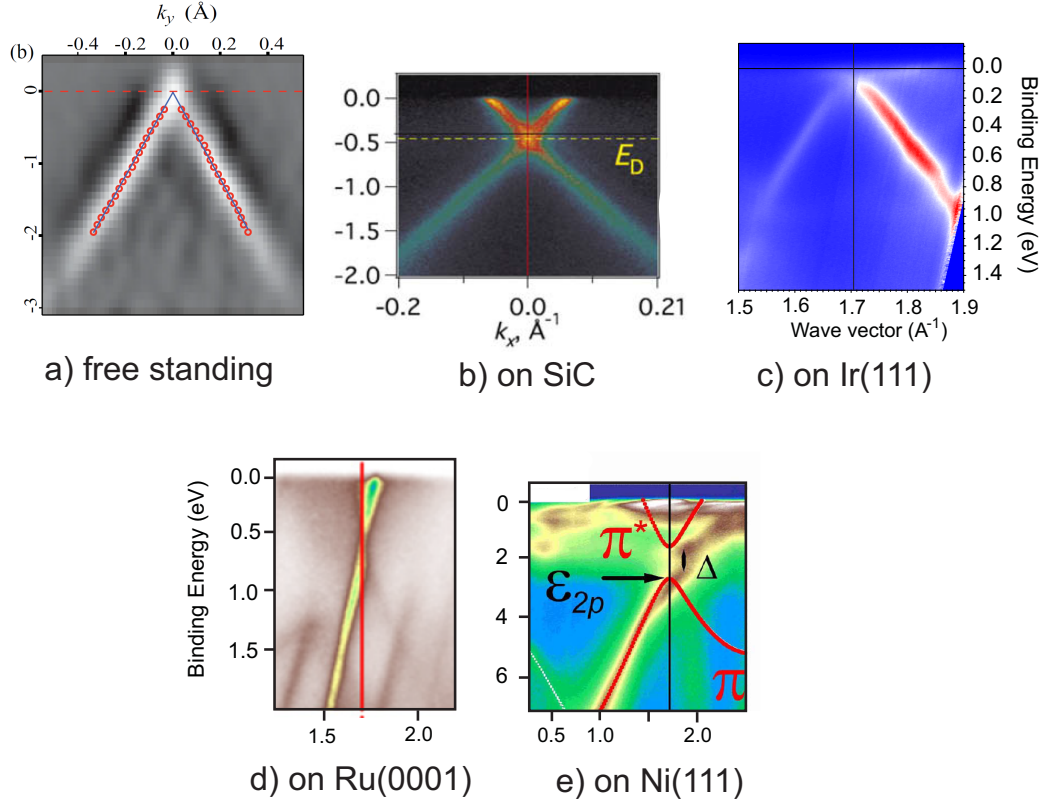 k_y (Å)
(b)
-0.4 -0.2 0.0 0.2 0.4
0
-1
-2
-3
a) free standing
0.0
-0.5
-1.0
-1.5
-2.0
E_D
-0.2 0.0 0.21
k_x, Å⁻¹
b) on SiC
0.0
0.2
0.4
0.6
0.8
1.0
1.2
1.4
Binding Energy (eV)
1.5 1.6 1.7 1.8 1.9
Wave vector (A⁻¹)
c) on Ir(111)
Binding Energy (eV)
0.0
0.5
1.0
1.5
1.5 2.0
d) on Ru(0001)
0
2
4
6
π*
Δ
ε_2p
π
0.5 1.0 2.0
e) on Ni(111)